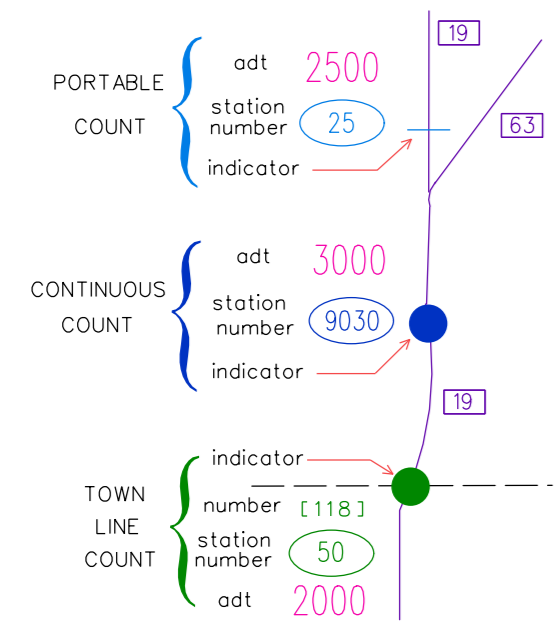 19
adt 2500
PORTABLE
COUNT
station
number 25
63
indicator
adt 3000
CONTINUOUS
COUNT
station
number 9030
indicator
19
indicator
TOWN
LINE
COUNT
number [118]
station
number 50
adt 2000